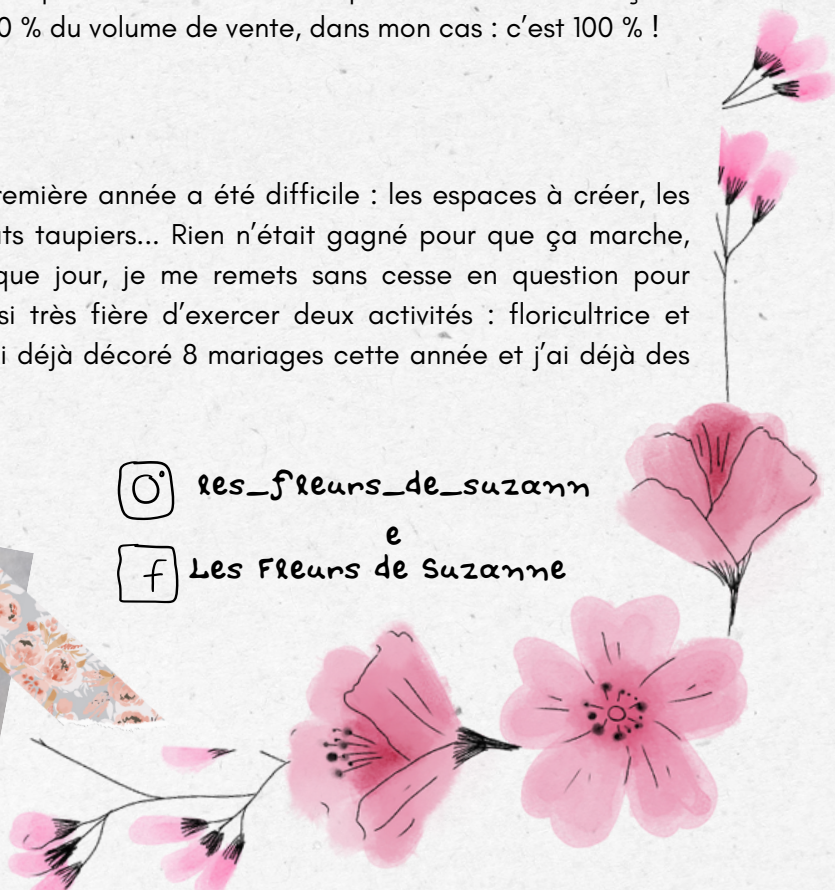 0 % du volume de vente, dans mon cas : c’est 100 % !
remière année a été difficile : les espaces à créer, les
ts taupiers... Rien n’était gagné pour que ça marche,
que jour, je me remets sans cesse en question pour
si très fière d’exercer deux activités : floricultrice et
i déjà décoré 8 mariages cette année et j’ai déjà des
les_fleurs_de_suzann
e
Les Fleurs de Suzanne